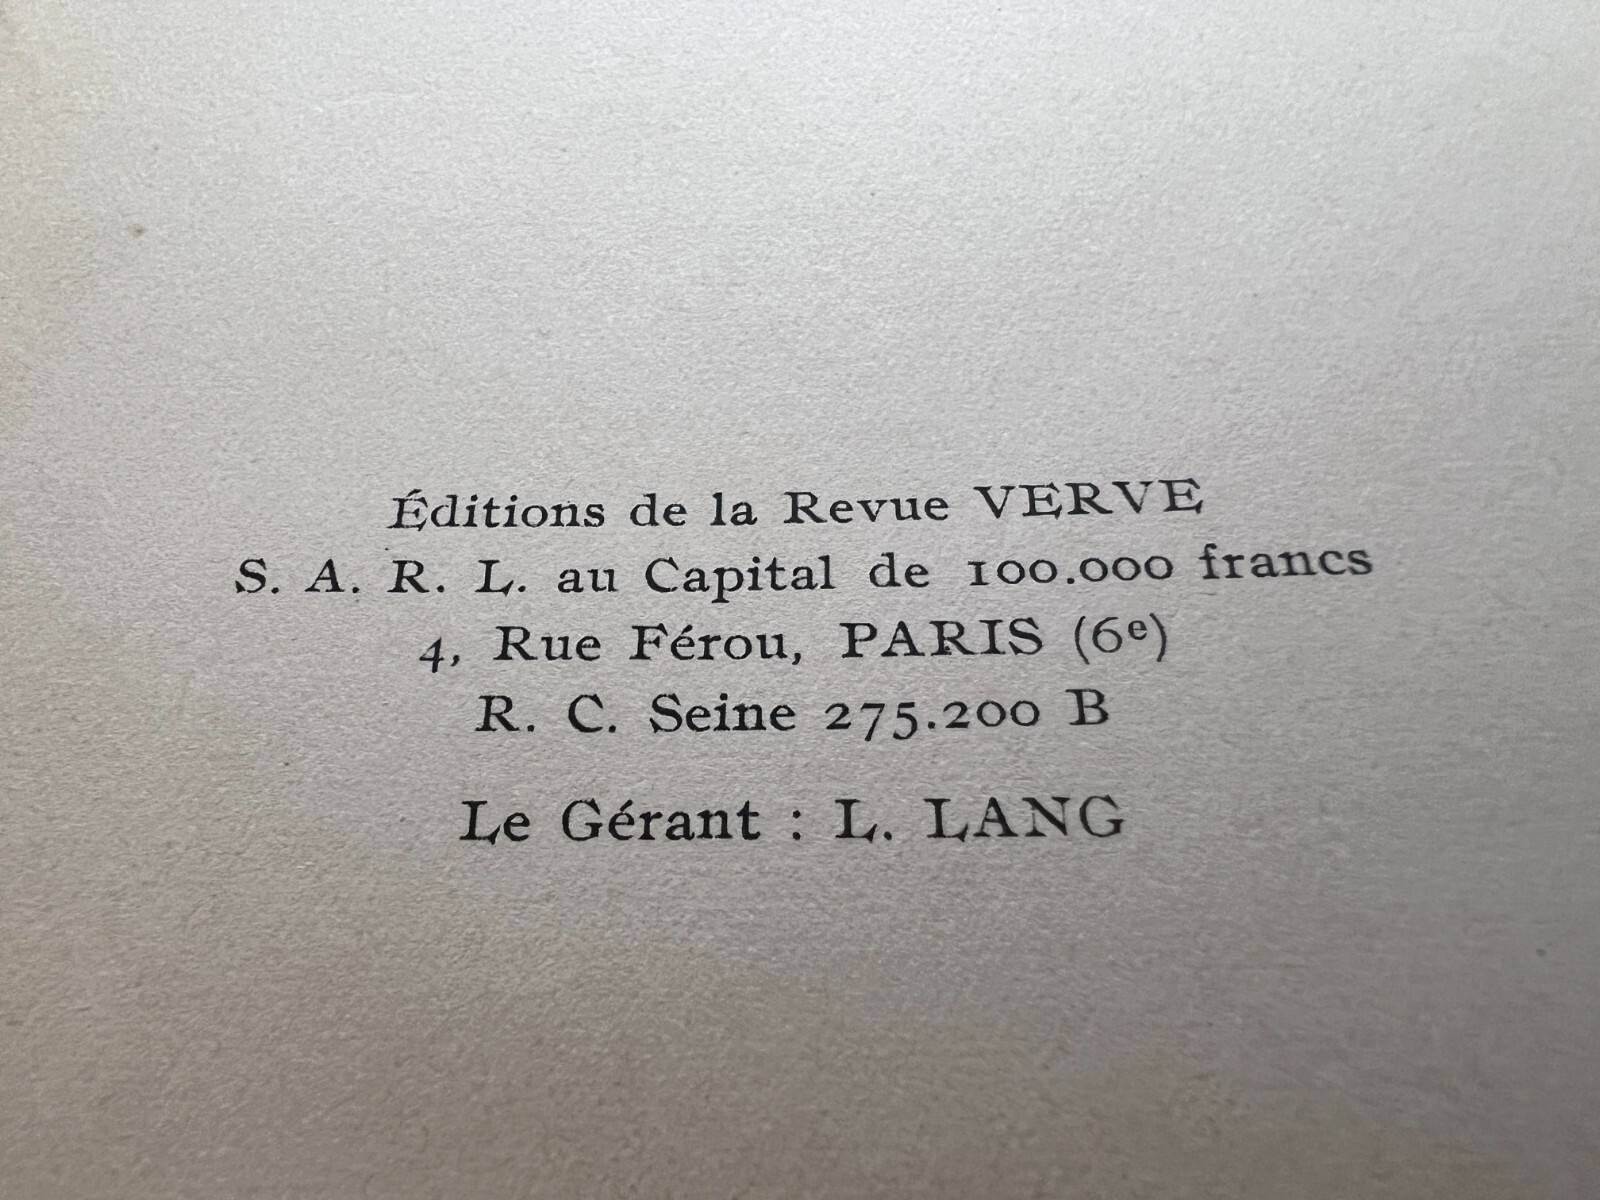 Éditions de la Revue VERVE
S. A. R. L. au Capital de 100.000 francs
4, Rue Férou, PARIS (6e)
R. C. Seine 275.200 B
Le Gérant : L. LANG